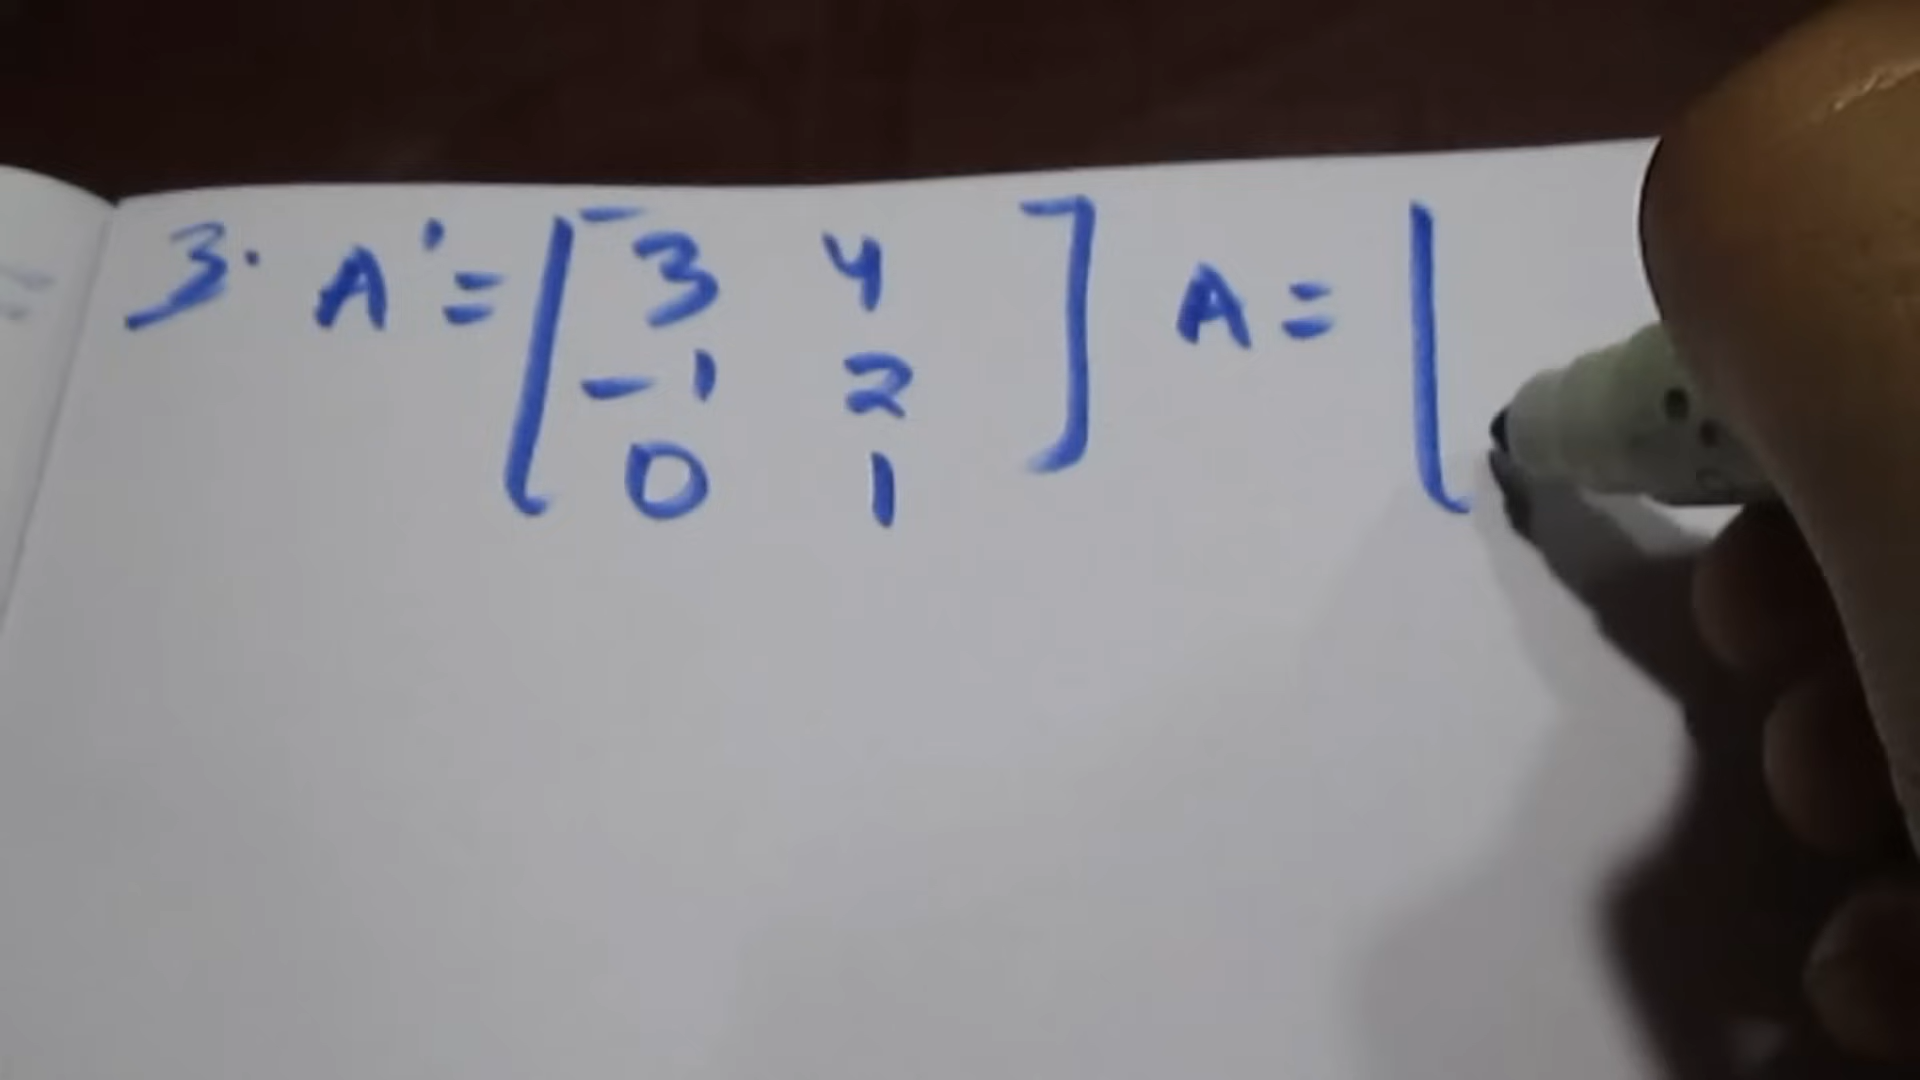 3. A' = [ 3 4 ] A = [
-1 2
0 1